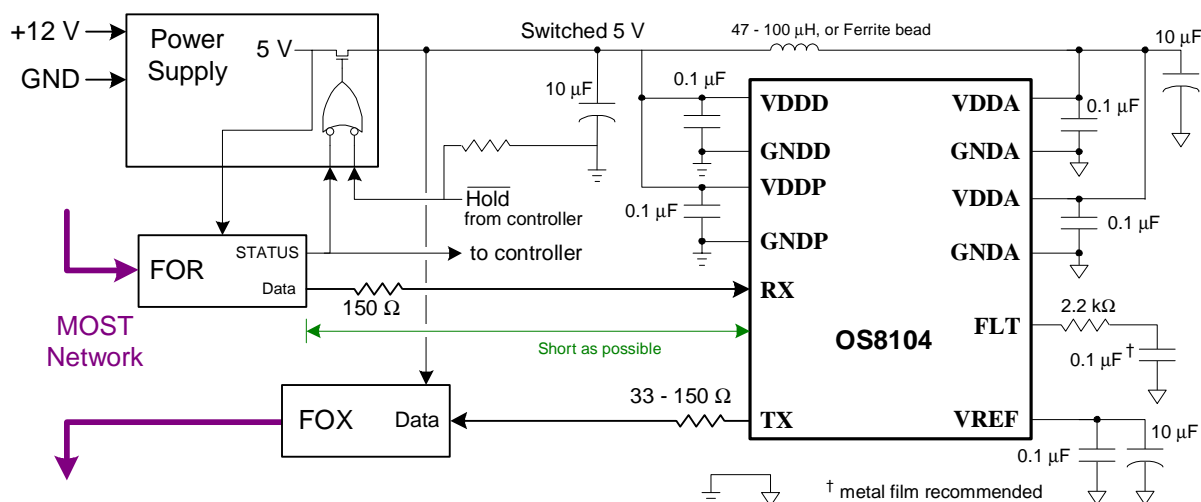 +12 V
GND
Power
Supply
5 V
Switched 5 V
47 - 100 µH, or Ferrite bead
10 µF
10 µF
0.1 µF
0.1 µF
0.1 µF
0.1 µF
VDDD
GNDD
VDDP
GNDP
RX
TX
OS8104
VDDA
GNDA
VDDA
GNDA
FLT
VREF
Hold
from controller
to controller
FOR
STATUS
Data
150 Ω
Short as possible
MOST
Network
FOX
Data
33 - 150 Ω
2.2 kΩ
0.1 µF †
0.1 µF
10 µF
† metal film recommended